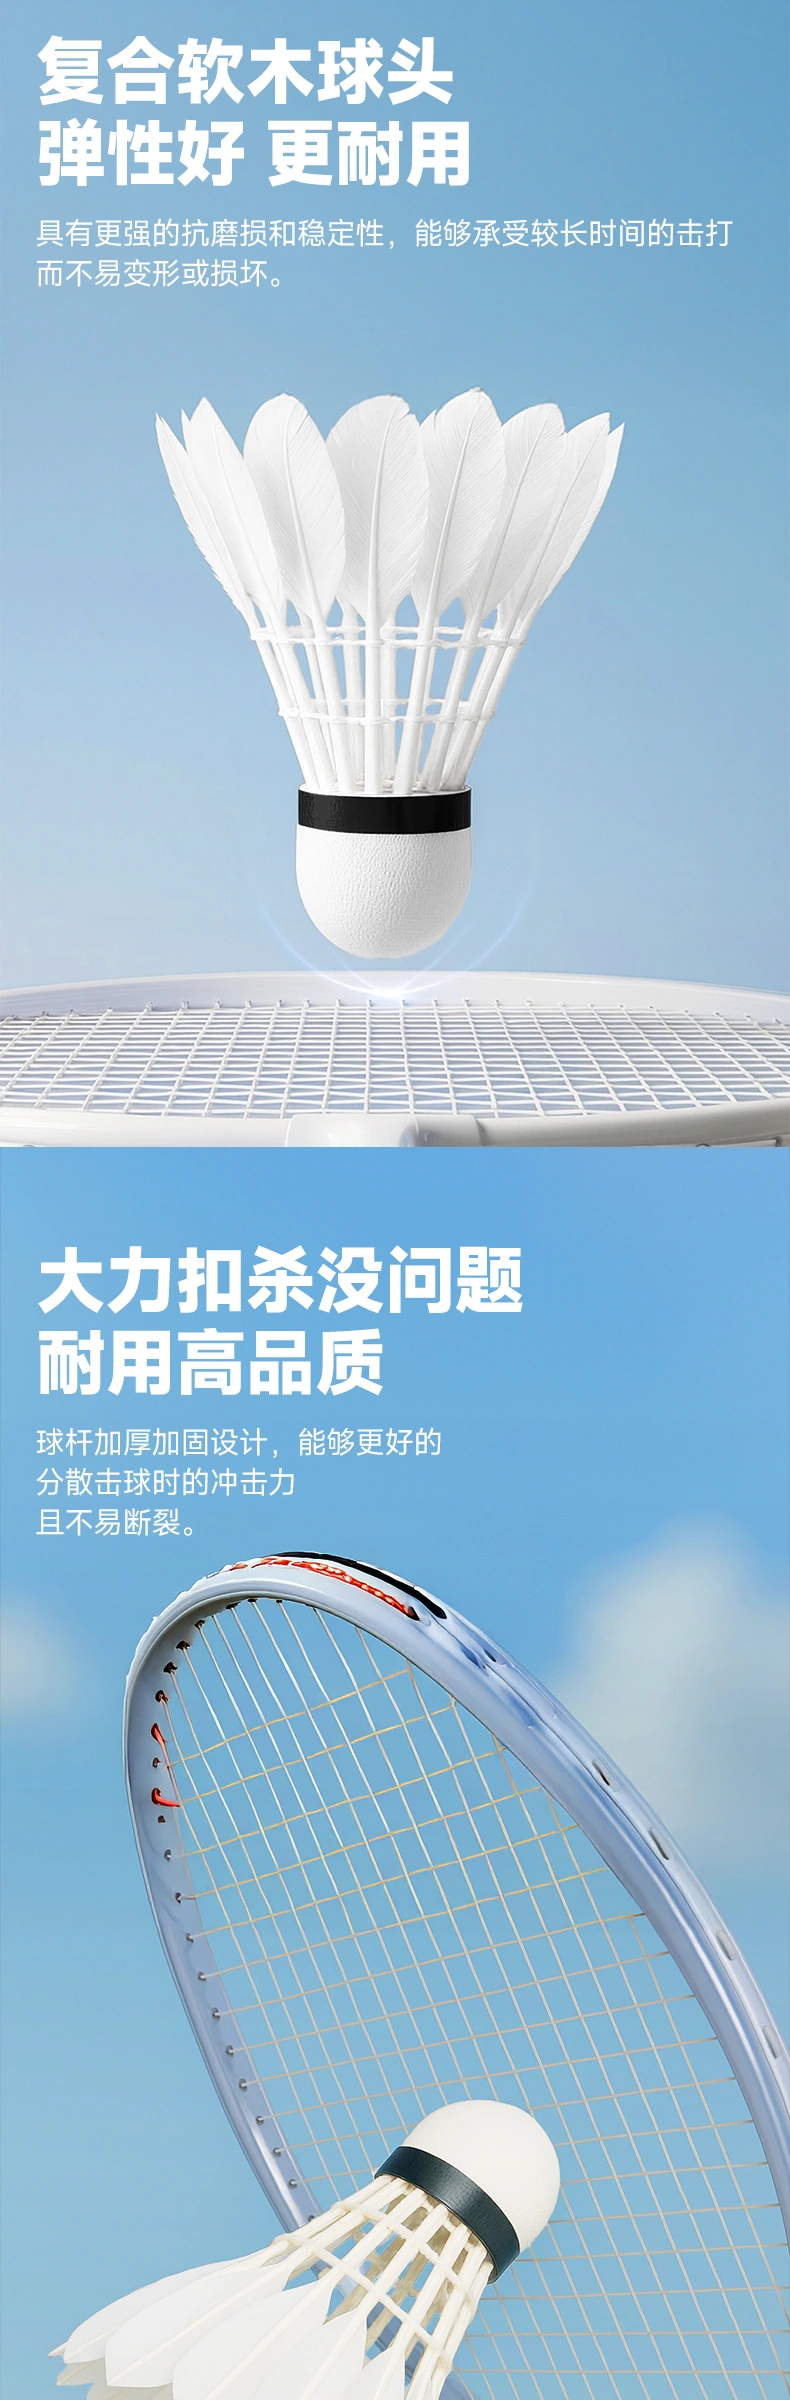 复合软木球头
弹性好 更耐用
具有更强的抗磨损和稳定性，能够承受较长时间的击打
而不易变形或损坏。
大力扣杀没问题
耐用高品质
球杆加厚加固设计，能够更好的
分散击球时的冲击力
且不易断裂。